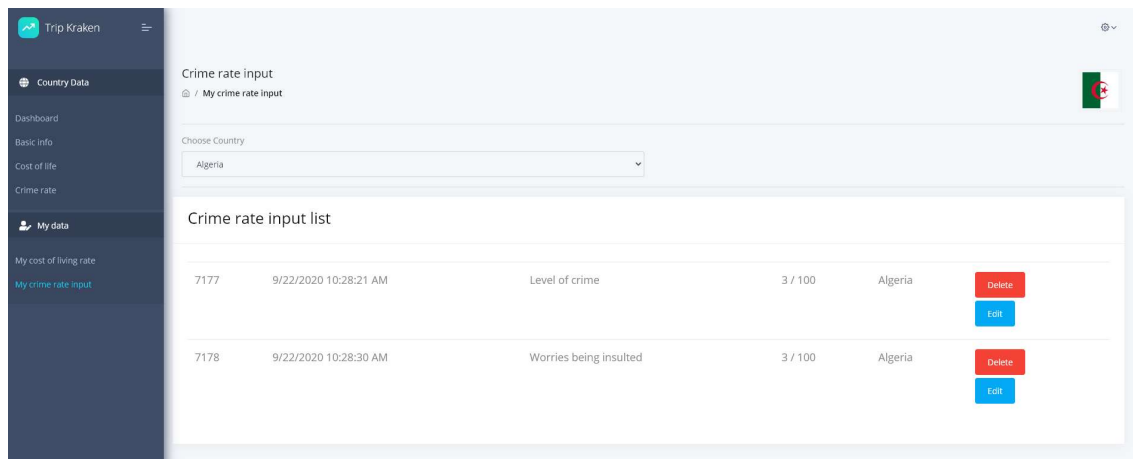 Trip Kraken
Country Data
Dashboard
Basic info
Cost of life
Crime rate
My data
My cost of living rate
My crime rate input
Crime rate input
/ My crime rate input
Choose Country
Algeria
Crime rate input list
7177 9/22/2020 10:28:21 AM Level of crime 3 / 100 Algeria Delete
Edit
7178 9/22/2020 10:28:30 AM Worries being insulted 3 / 100 Algeria Delete
Edit